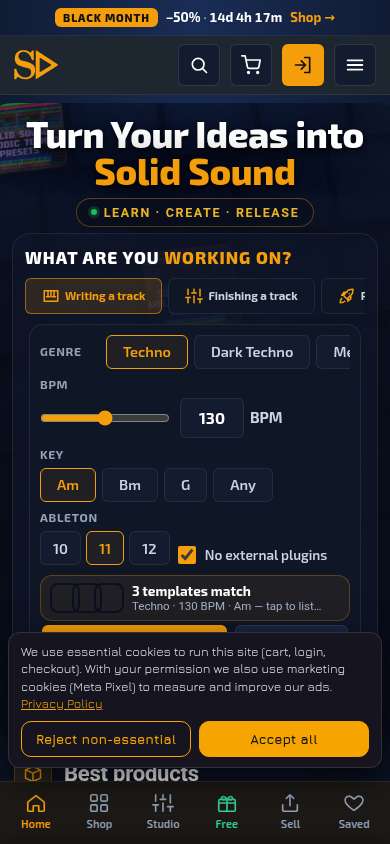 BLACK MONTH −50% · 14d 4h 17m Shop →
SD
Turn Your Ideas into
Solid Sound
LEARN · CREATE · RELEASE
WHAT ARE YOU WORKING ON?
Writing a track Finishing a track
GENRE Techno Dark Techno
BPM
130 BPM
KEY
Am Bm G Any
ABLETON
10 11 12 No external plugins
3 templates match
Techno · 130 BPM · Am — tap to list…
We use essential cookies to run this site (cart, login,
checkout). With your permission we also use marketing
cookies (Meta Pixel) to measure and improve our ads.
Privacy Policy
Reject non-essential Accept all
Best products
Home Shop Studio Free Sell Saved